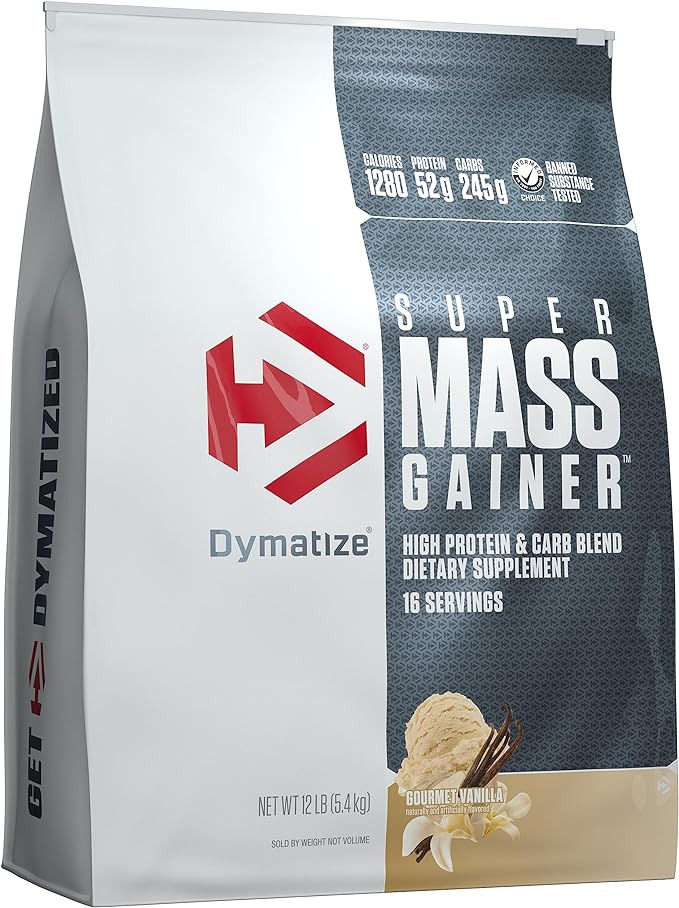 CALORIES PROTEIN CARBS
1280 52g 245g
INFORMED
CHOICE
BANNED
SUBSTANCE
TESTED
SUPER
MASS
GAINER™
HIGH PROTEIN & CARB BLEND
DIETARY SUPPLEMENT
16 SERVINGS
®
Dymatize®
GET DYMATIZED
GOURMET VANILLA
naturally and artificially flavored
NET WT 12 LB (5.4 kg)
SOLD BY WEIGHT NOT VOLUME